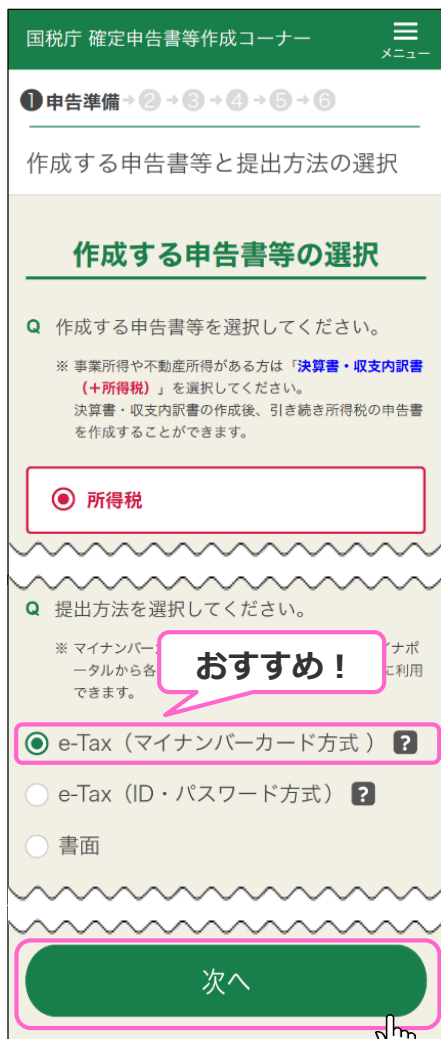 国税庁 確定申告書等作成コーナー
メニュー
1申告準備→2→3→4→5→6
作成する申告書等と提出方法の選択
作成する申告書等の選択
Q 作成する申告書等を選択してください。
※ 事業所得や不動産所得がある方は「決算書・収支内訳書
（+所得税）」を選択してください。
決算書・収支内訳書の作成後、引き続き所得税の申告書
を作成することができます。
所得税
Q 提出方法を選択してください。
※ マイナンバー
イナポ
ータルから各
に利用
できます。
おすすめ！
e-Tax（マイナンバーカード方式 ） ?
e-Tax（ID・パスワード方式） ?
書面
次へ